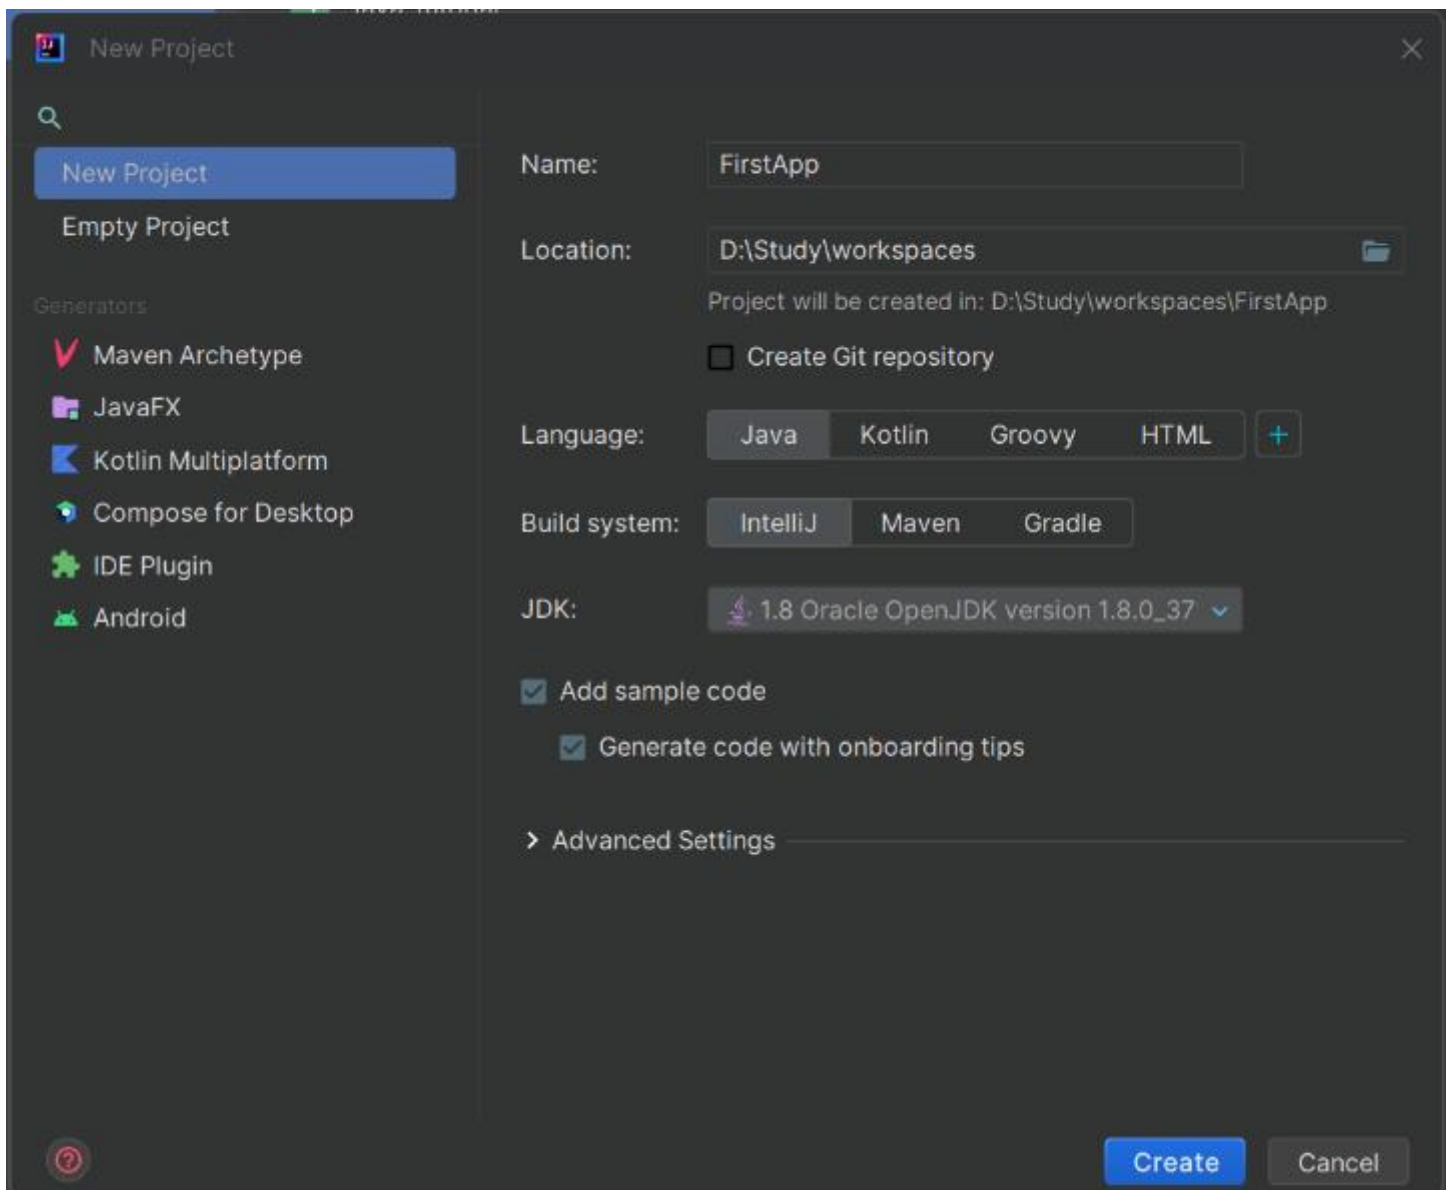 New Project
New Project
Empty Project
Generators
Maven Archetype
JavaFX
Kotlin Multiplatform
Compose for Desktop
IDE Plugin
Android
Name: FirstApp
Location: D:\Study\workspaces
Project will be created in: D:\Study\workspaces\FirstApp
Create Git repository
Language: Java Kotlin Groovy HTML +
Build system: IntelliJ Maven Gradle
JDK: 1.8 Oracle OpenJDK version 1.8.0_37
Add sample code
Generate code with onboarding tips
Advanced Settings
?
Create Cancel